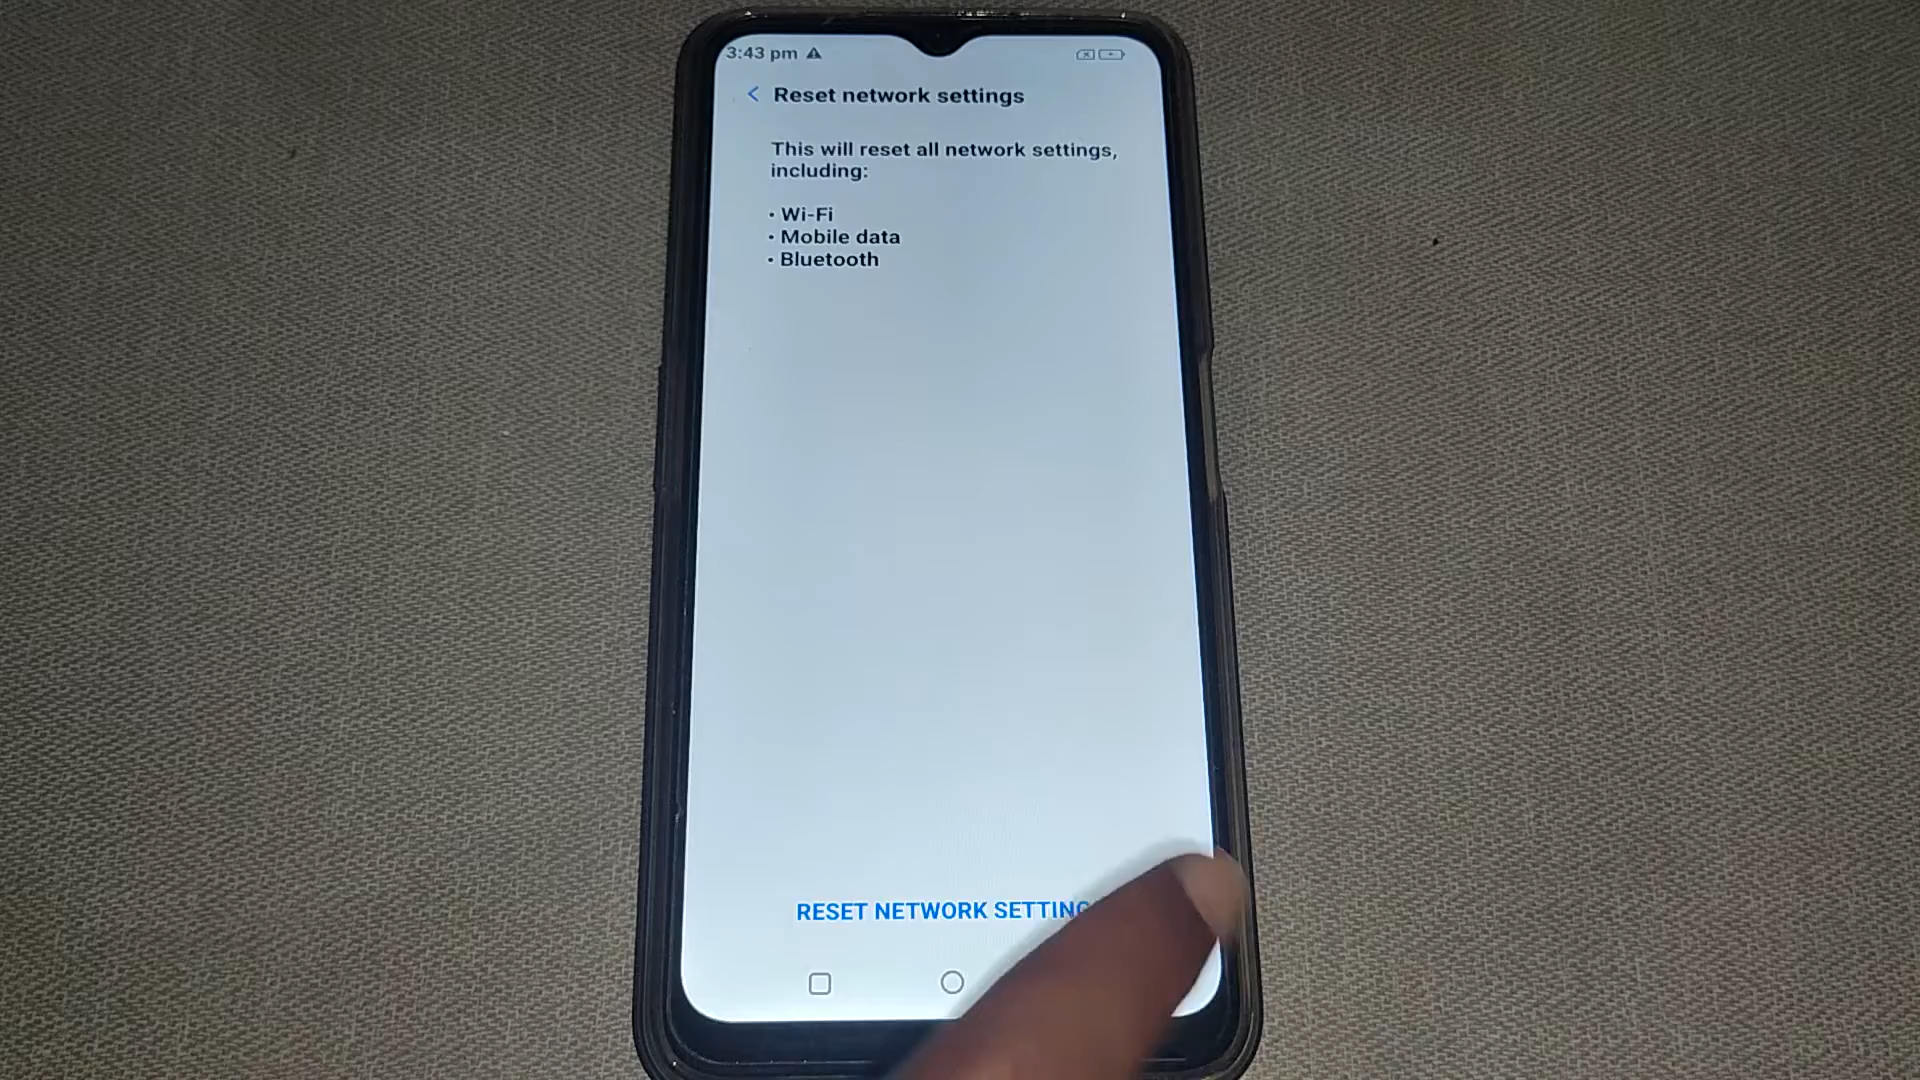 3:43 pm
Reset network settings
This will reset all network settings,
including:
• Wi-Fi
• Mobile data
• Bluetooth
RESET NETWORK SETTING